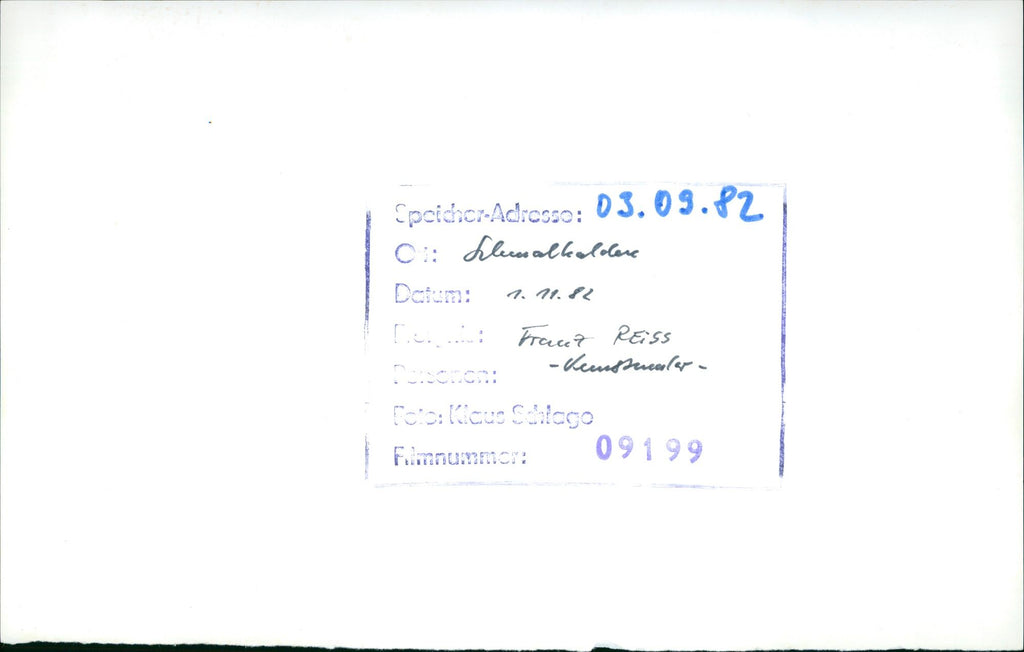 Speicher-Adresse: 03.09.82
Ort: Schmalkalden
Datum: 1.11.82
Ereignis: Franz REiSS
Personen: -Kunstmaler-
Foto: Klaus Schlage
Filmnummer: 09199